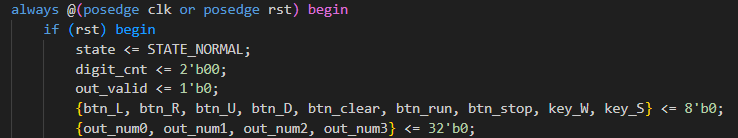 always @(posedge clk or posedge rst) begin
if (rst) begin
state <= STATE_NORMAL;
digit_cnt <= 2'b00;
out_valid <= 1'b0;
{btn_L, btn_R, btn_U, btn_D, btn_clear, btn_run, btn_stop, key_W, key_S} <= 8'b0;
{out_num0, out_num1, out_num2, out_num3} <= 32'b0;